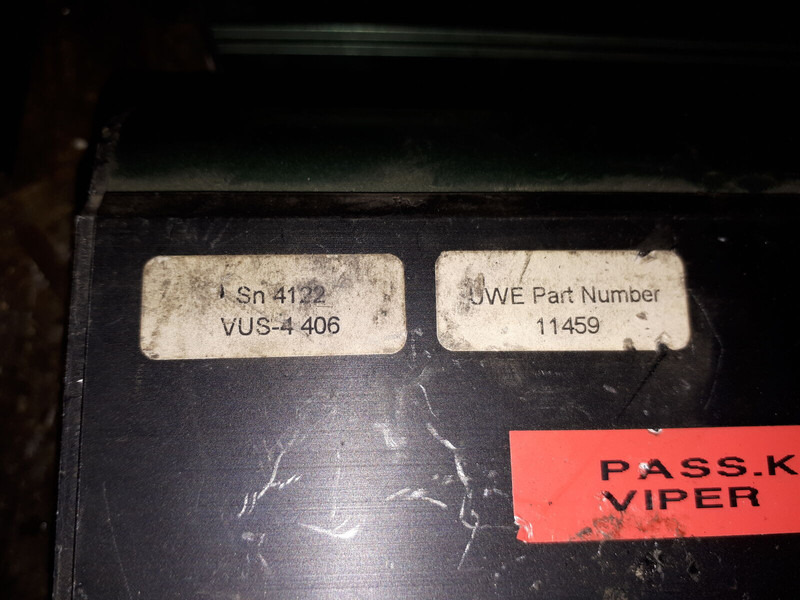 Sn 4122
VUS-4 406
UWE Part Number
11459
PASS.K
VIPER